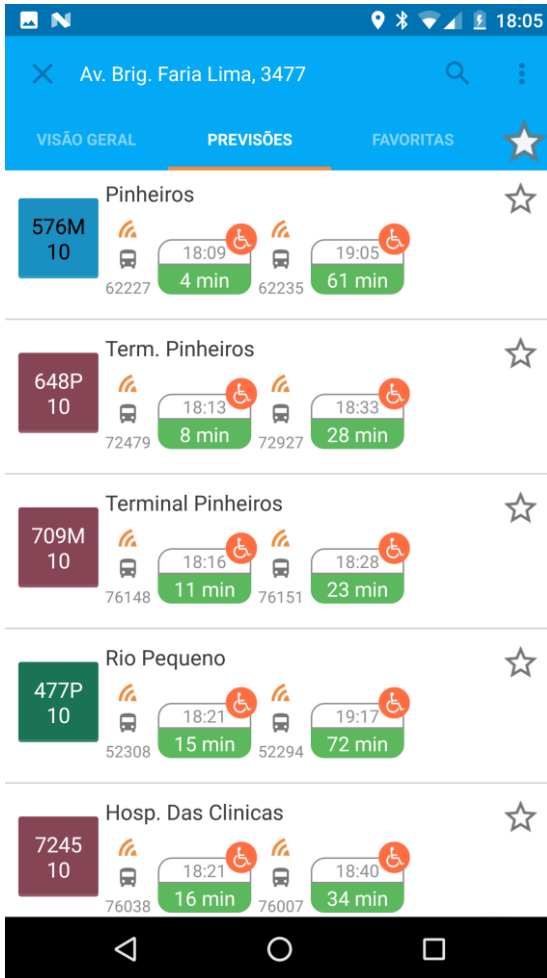 18:05
Av. Brig. Faria Lima, 3477
VISÃO GERAL PREVISÕES FAVORITAS
Pinheiros
576M
10
18:09 19:05
4 min 61 min
62227 62235
Term. Pinheiros
648P
10
18:13 18:33
8 min 28 min
72479 72927
Terminal Pinheiros
709M
10
18:16 18:28
11 min 23 min
76148 76151
Rio Pequeno
477P
10
18:21 19:17
15 min 72 min
52308 52294
Hosp. Das Clinicas
7245
10
18:21 18:40
16 min 34 min
76038 76007